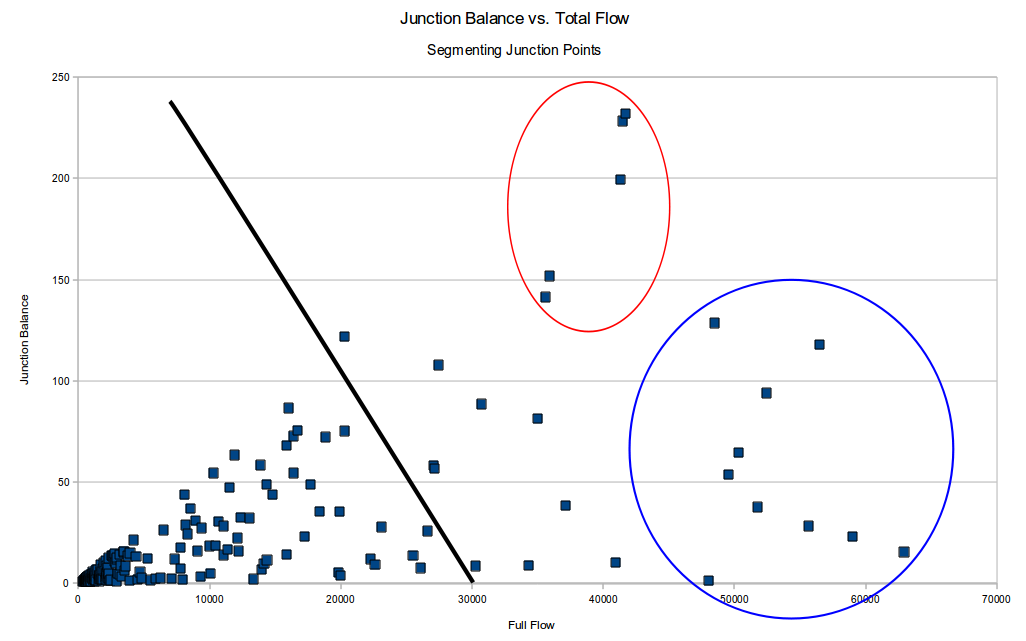 Junction Balance vs. Total Flow
Segmenting Junction Points
250
200
150
100
50
0
Junction Balance
0 10000 20000 30000 40000 50000 60000 70000
Full Flow